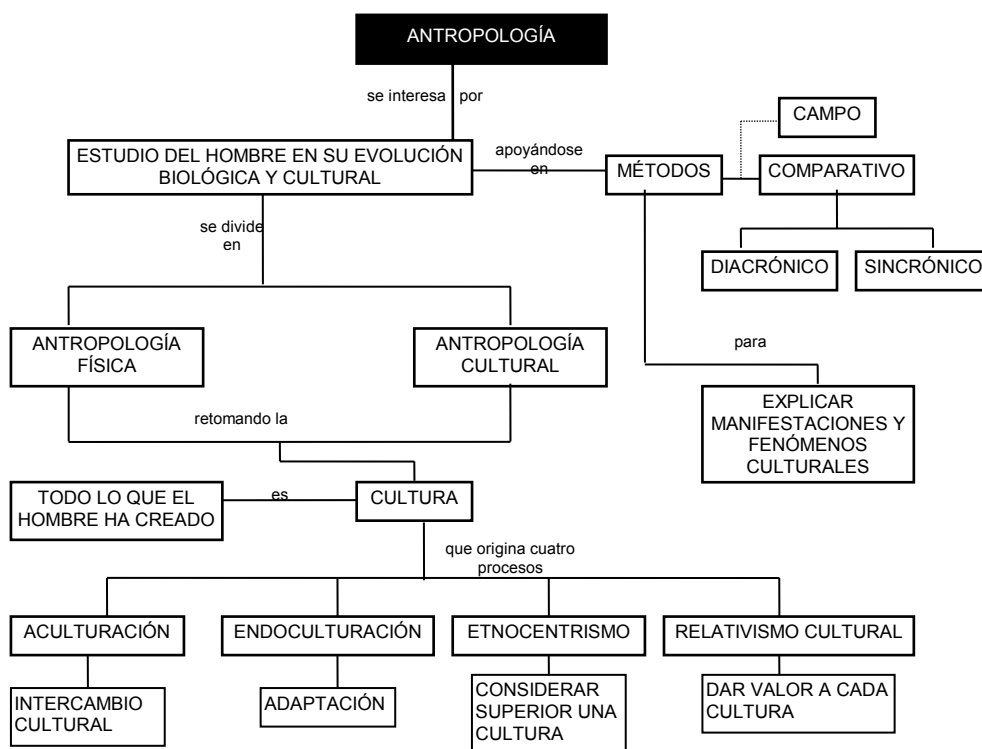 ANTROPOLOGÍA
se interesa por
CAMPO
ESTUDIO DEL HOMBRE EN SU EVOLUCIÓN
BIOLÓGICA Y CULTURAL
apoyándose
en
MÉTODOS
COMPARATIVO
se divide
en
DIACRÓNICO
SINCRÓNICO
ANTROPOLOGÍA
FÍSICA
ANTROPOLOGÍA
CULTURAL
para
EXPLICAR
MANIFESTACIONES Y
FENÓMENOS
CULTURALES
retomando la
TODO LO QUE EL
HOMBRE HA CREADO
es
CULTURA
que origina cuatro
procesos
ACULTURACIÓN
ENDOCULTURACIÓN
ETNOCENTRISMO
RELATIVISMO CULTURAL
INTERCAMBIO
CULTURAL
ADAPTACIÓN
CONSIDERAR
SUPERIOR UNA
CULTURA
DAR VALOR A CADA
CULTURA